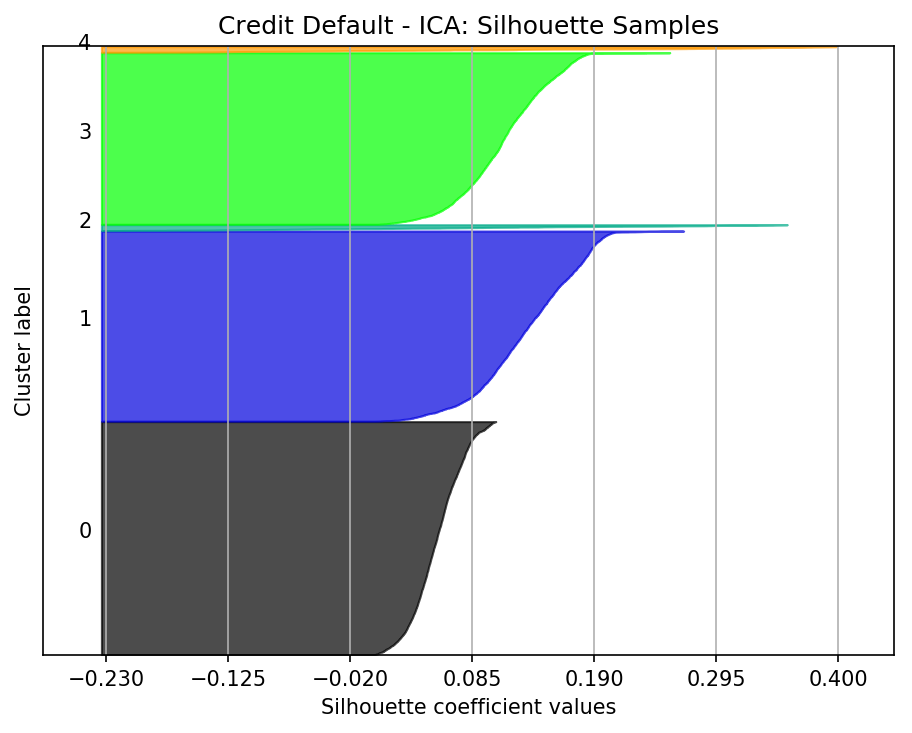 Credit Default - ICA: Silhouette Samples
4
3
2
1
0
Cluster label
−0.230 −0.125 −0.020 0.085 0.190 0.295 0.400
Silhouette coefficient values